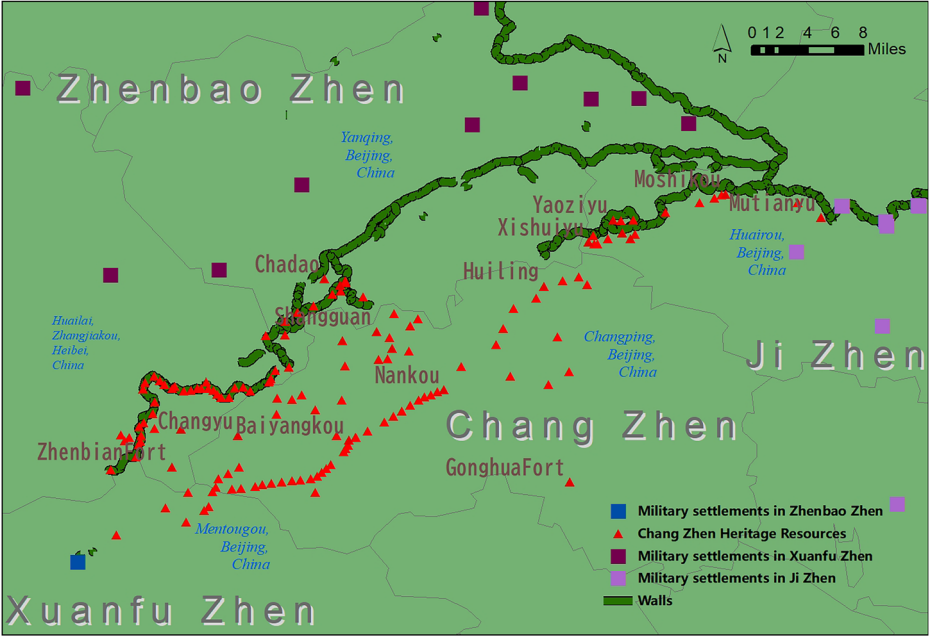 0 1 2 4 6 8
Miles
N
Zhenbao Zhen
Yanqing,
Beijing,
China
Moshikou
Mutianyu
Yaoziyu
Xishuiyu
Huairou,
Beijing,
China
Chadao
Huiling
Huailai,
Zhangjiakou,
Heibei,
China
Shangguan
Changping,
Beijing,
China
Ji Zhen
Nankou
Changyu
Baiyangkou
Chang Zhen
ZhenbianFort
GonghuaFort
Mentougou,
Beijing,
China
Military settlements in Zhenbao Zhen
Chang Zhen Heritage Resources
Military settlements in Xuanfu Zhen
Military settlements in Ji Zhen
Walls
Xuanfu Zhen